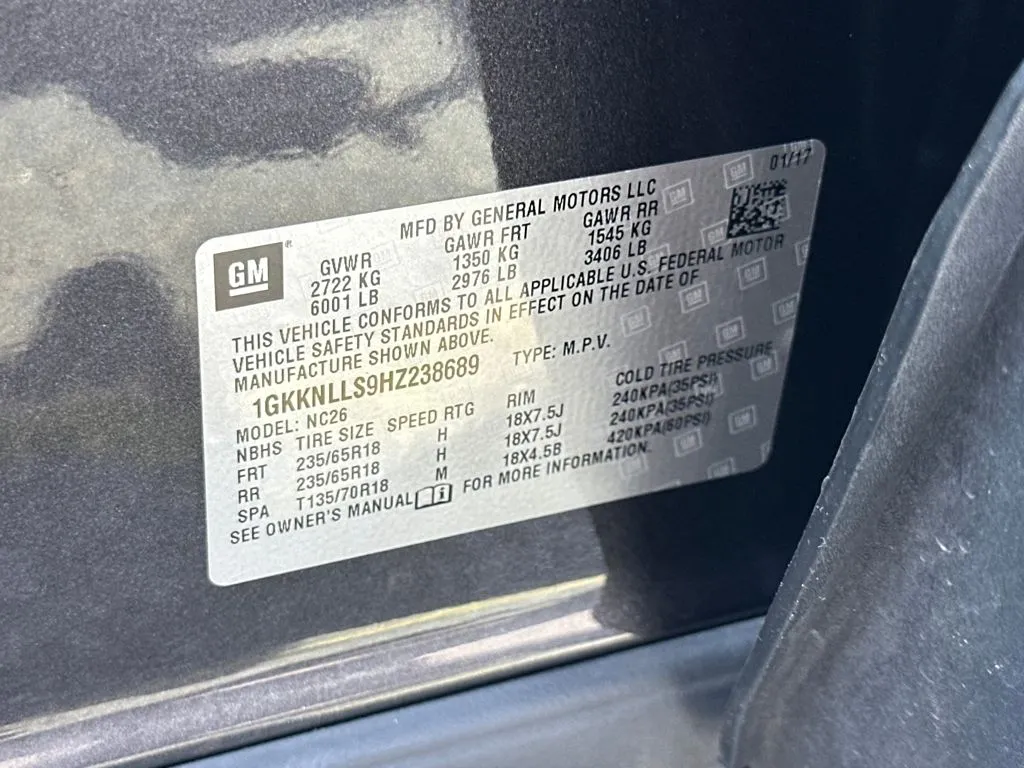 01/17
MFD BY GENERAL MOTORS LLC
GM
GVWR GAWR FRT GAWR RR
2722 KG 1350 KG 1545 KG
6001 LB 2976 LB 3406 LB
THIS VEHICLE CONFORMS TO ALL APPLICABLE U.S. FEDERAL MOTOR
VEHICLE SAFETY STANDARDS IN EFFECT ON THE DATE OF
MANUFACTURE SHOWN ABOVE.
1GKKNLLS9HZ238689 TYPE: M.P.V.
MODEL: NC26
NBHS TIRE SIZE SPEED RTG RIM COLD TIRE PRESSURE
FRT 235/65R18 H 18X7.5J 240KPA(35PSI)
RR 235/65R18 H 18X7.5J 240KPA(35PSI)
SPA T135/70R18 M 18X4.5B 420KPA(60PSI)
SEE OWNER'S MANUAL FOR MORE INFORMATION.